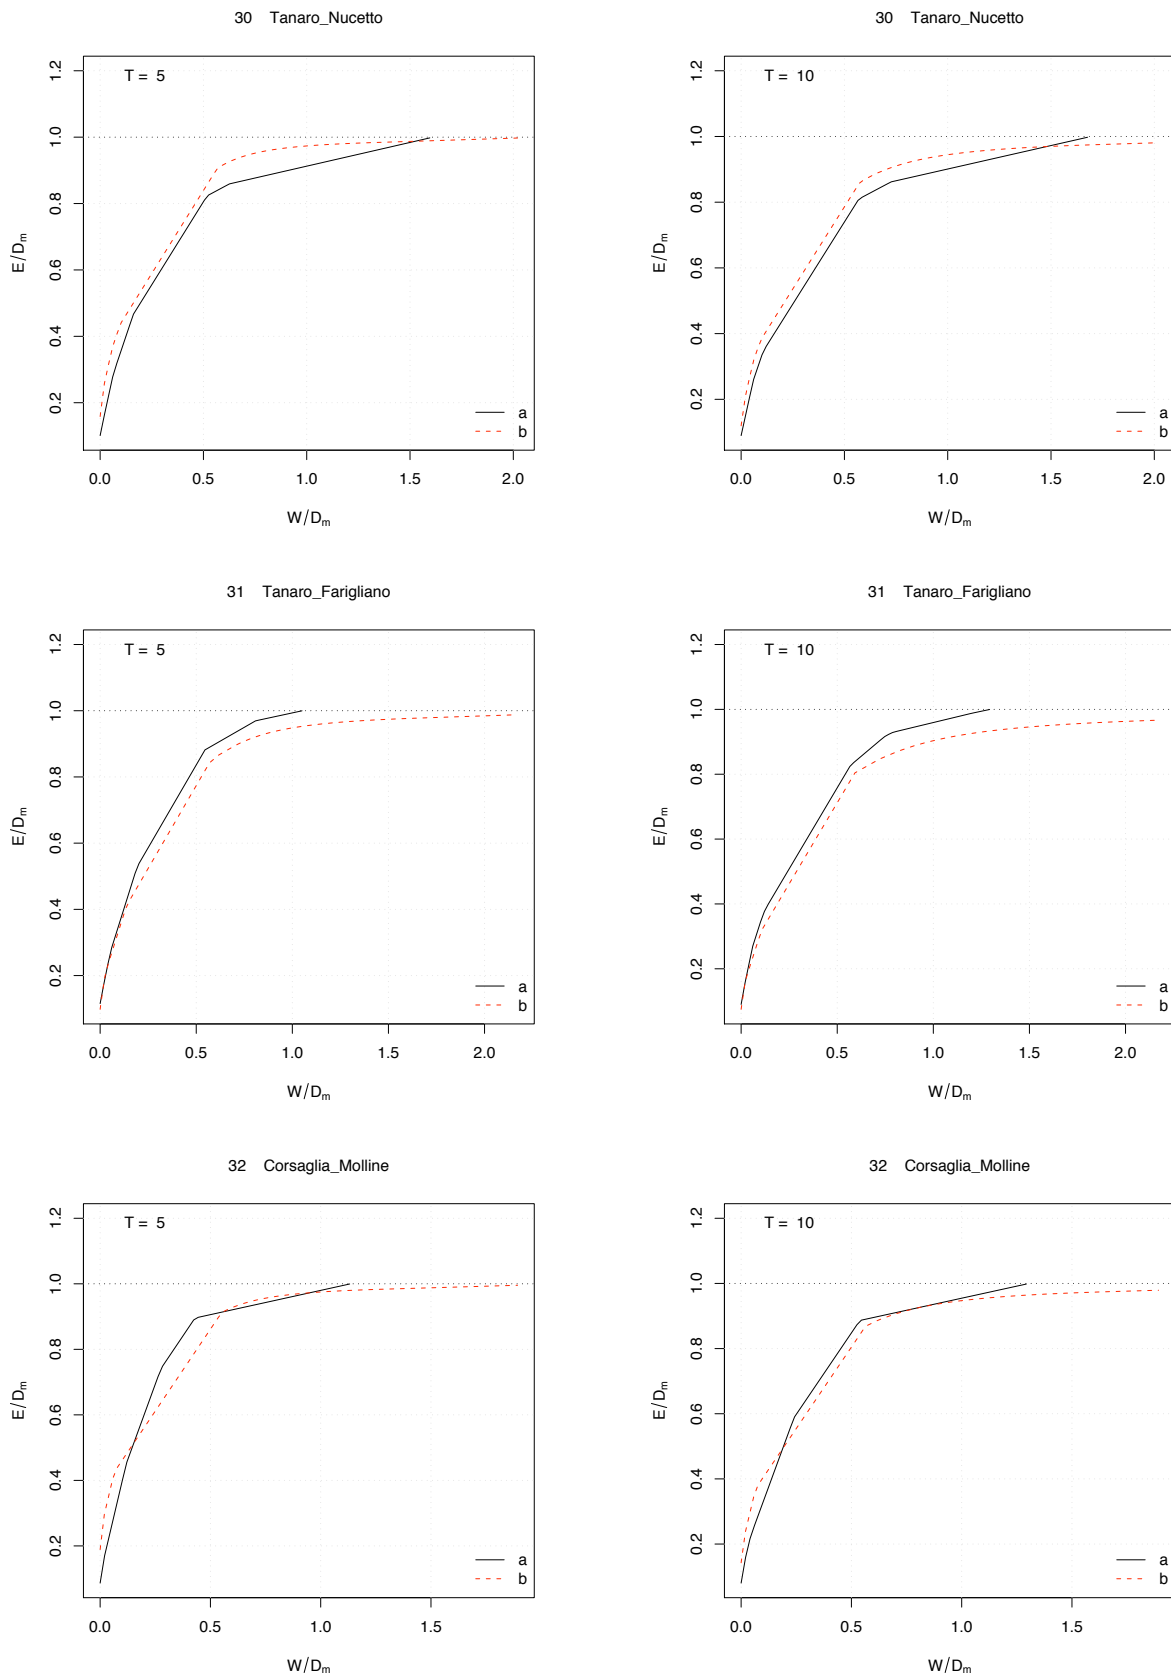 30 Tanaro_Nucetto
T = 5
E/Dm
1.2
1.0
0.8
0.6
0.4
0.2
a
b
0.0 0.5 1.0 1.5 2.0
W/Dm
30 Tanaro_Nucetto
T = 10
E/Dm
1.2
1.0
0.8
0.6
0.4
0.2
a
b
0.0 0.5 1.0 1.5 2.0
W/Dm
31 Tanaro_Farigliano
T = 5
E/Dm
1.2
1.0
0.8
0.6
0.4
0.2
a
b
0.0 0.5 1.0 1.5 2.0
W/Dm
31 Tanaro_Farigliano
T = 10
E/Dm
1.2
1.0
0.8
0.6
0.4
0.2
a
b
0.0 0.5 1.0 1.5 2.0
W/Dm
32 Corsaglia_Molline
T = 5
E/Dm
1.2
1.0
0.8
0.6
0.4
0.2
a
b
0.0 0.5 1.0 1.5
W/Dm
32 Corsaglia_Molline
T = 10
E/Dm
1.2
1.0
0.8
0.6
0.4
0.2
a
b
0.0 0.5 1.0 1.5
W/Dm